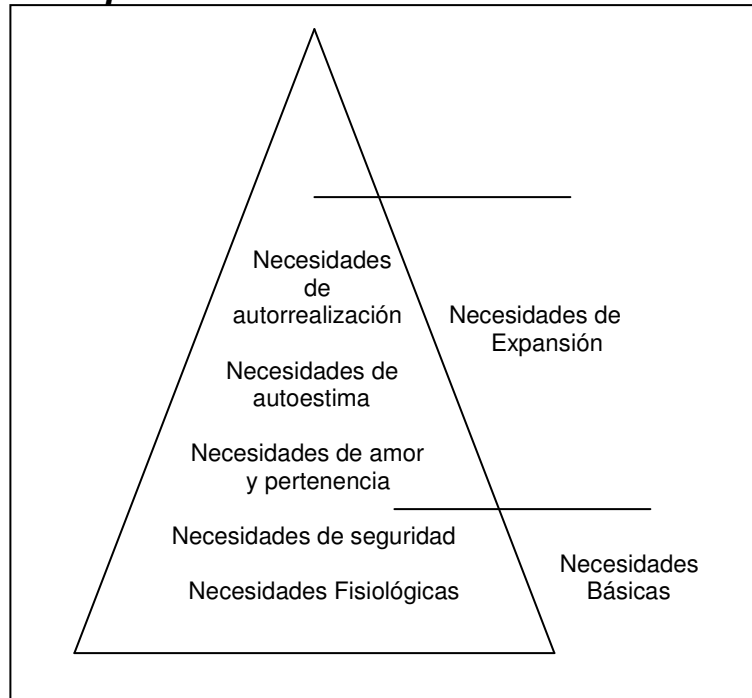 Necesidades
de
autorrealización
Necesidades de
Expansión
Necesidades de
autoestima
Necesidades de amor
y pertenencia
Necesidades de seguridad
Necesidades Fisiológicas
Necesidades
Básicas